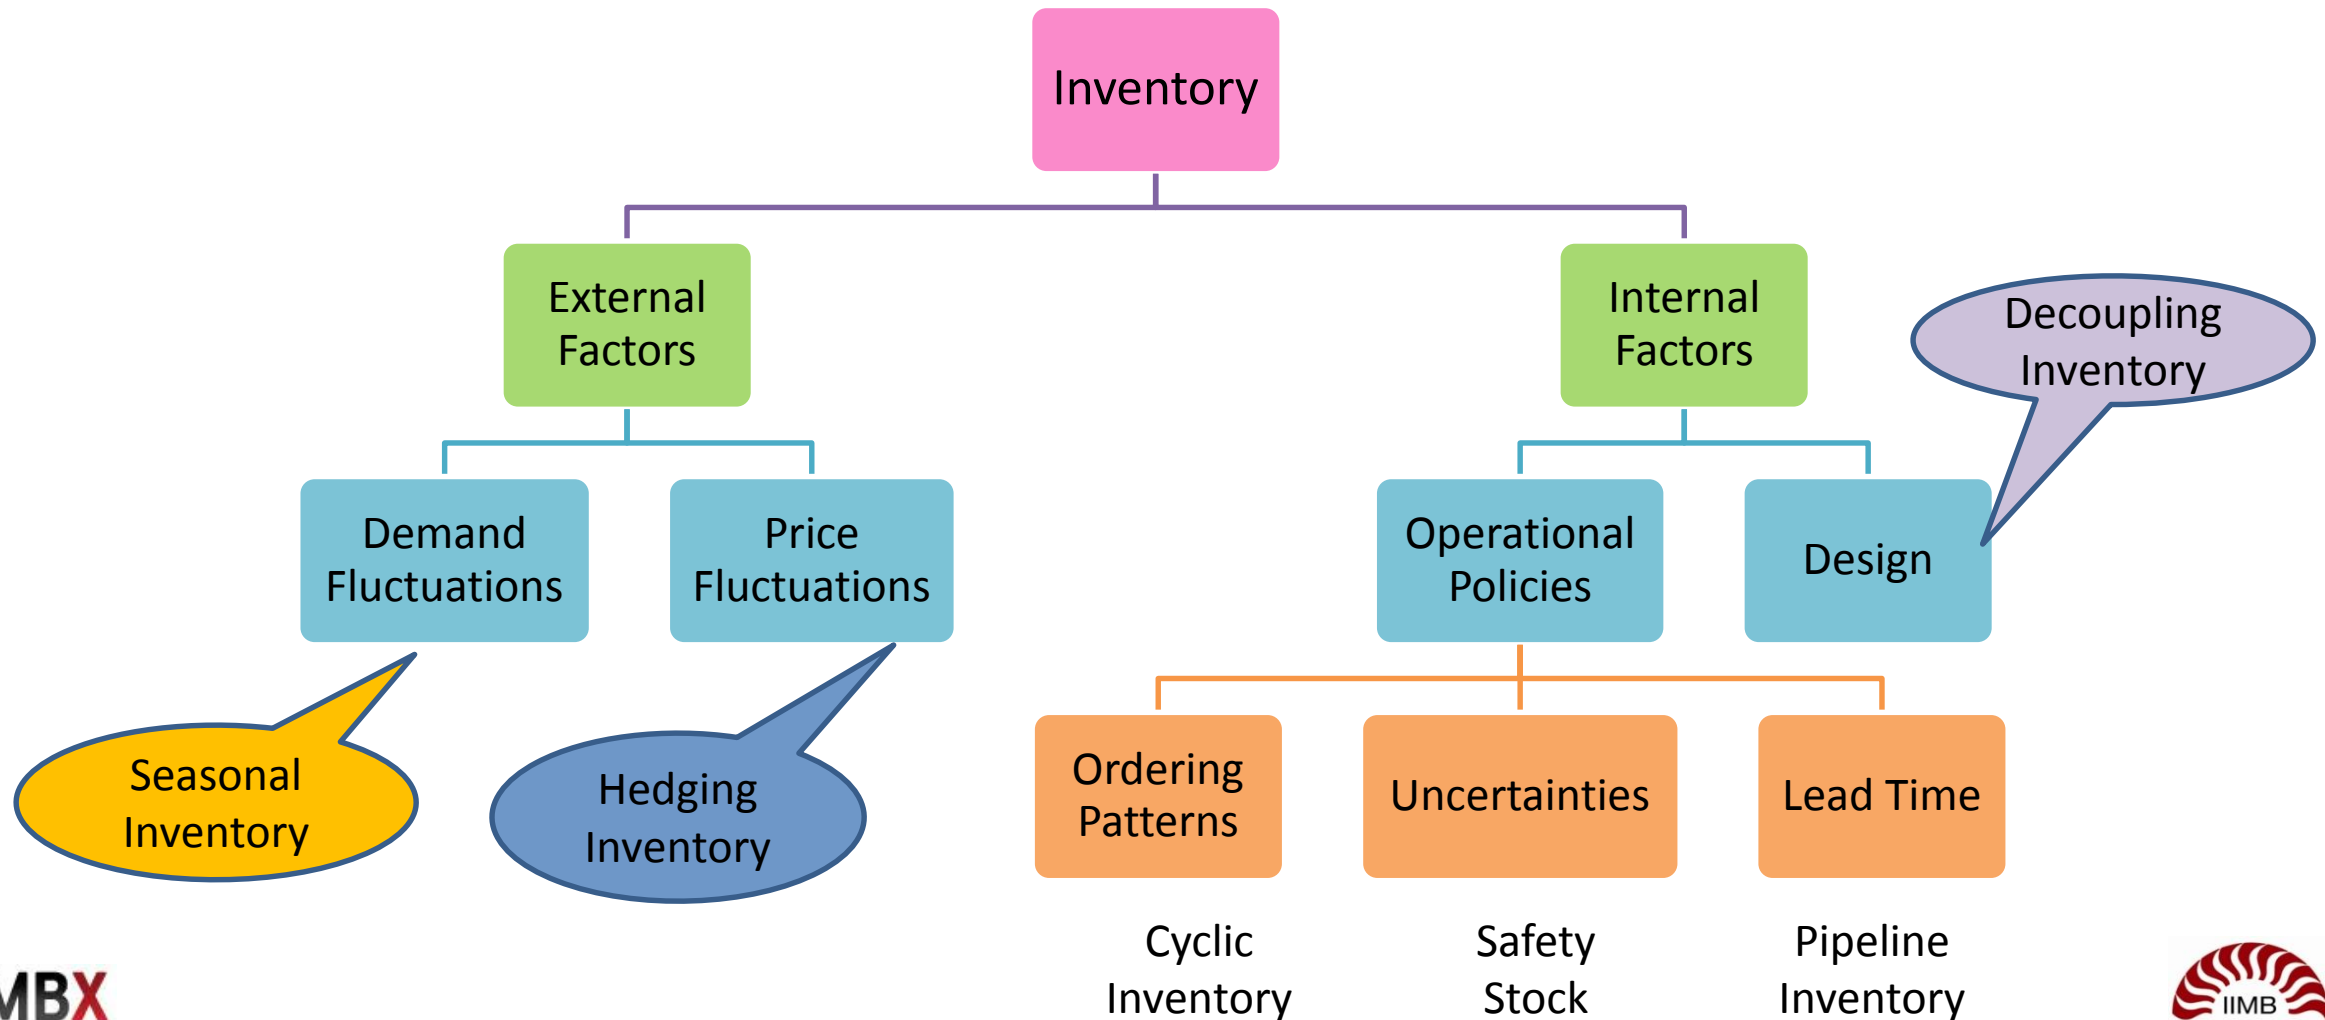 Inventory
External
Factors
Internal
Factors
Decoupling
Inventory
Demand
Fluctuations
Price
Fluctuations
Operational
Policies
Design
Seasonal
Inventory
Hedging
Inventory
Ordering
Patterns
Uncertainties
Lead Time
Cyclic
Inventory
Safety
Stock
Pipeline
Inventory
MBX
IIMB